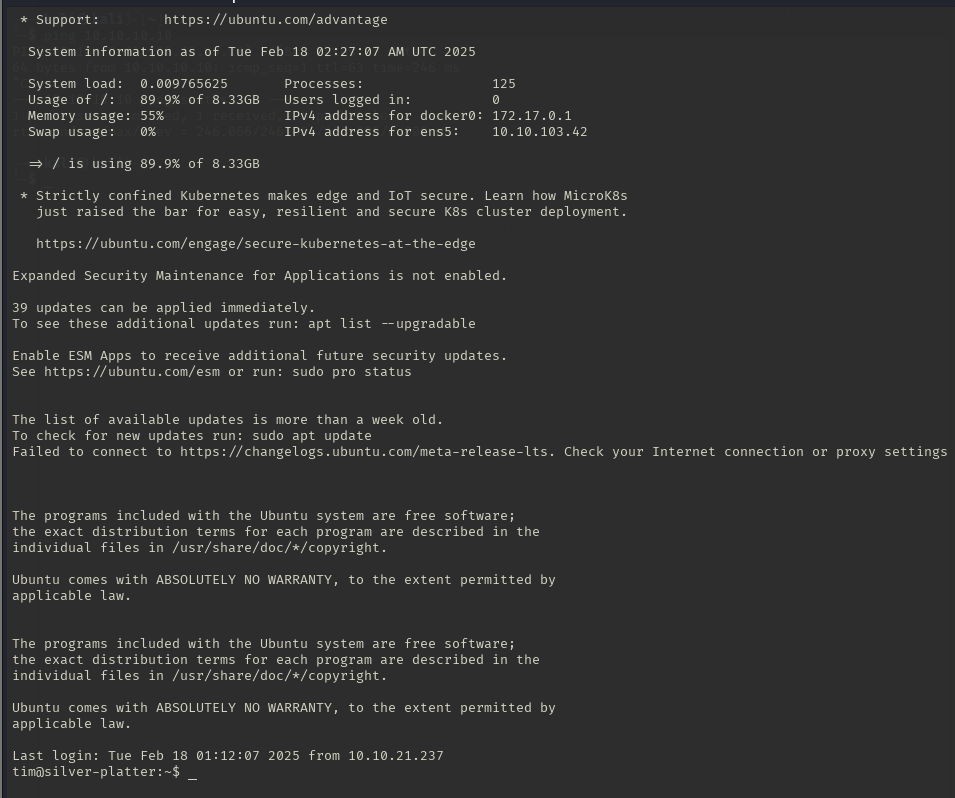 * Support:        https://ubuntu.com/advantage
System information as of Tue Feb 18 02:27:07 AM UTC 2025
System load:  0.009765625       Processes:                125
Usage of /:   89.9% of 8.33GB   Users logged in:          0
Memory usage: 55%               IPv4 address for docker0: 172.17.0.1
Swap usage:   0%                IPv4 address for ens5:    10.10.103.42
=> / is using 89.9% of 8.33GB
* Strictly confined Kubernetes makes edge and IoT secure. Learn how MicroK8s
just raised the bar for easy, resilient and secure K8s cluster deployment.
https://ubuntu.com/engage/secure-kubernetes-at-the-edge
Expanded Security Maintenance for Applications is not enabled.
39 updates can be applied immediately.
To see these additional updates run: apt list --upgradable
Enable ESM Apps to receive additional future security updates.
See https://ubuntu.com/esm or run: sudo pro status
The list of available updates is more than a week old.
To check for new updates run: sudo apt update
Failed to connect to https://changelogs.ubuntu.com/meta-release-lts. Check your Internet connection or proxy settings
The programs included with the Ubuntu system are free software;
the exact distribution terms for each program are described in the
individual files in /usr/share/doc/*/copyright.
Ubuntu comes with ABSOLUTELY NO WARRANTY, to the extent permitted by
applicable law.
The programs included with the Ubuntu system are free software;
the exact distribution terms for each program are described in the
individual files in /usr/share/doc/*/copyright.
Ubuntu comes with ABSOLUTELY NO WARRANTY, to the extent permitted by
applicable law.
Last login: Tue Feb 18 01:12:07 2025 from 10.10.21.237
tim@silver-platter:~$ _